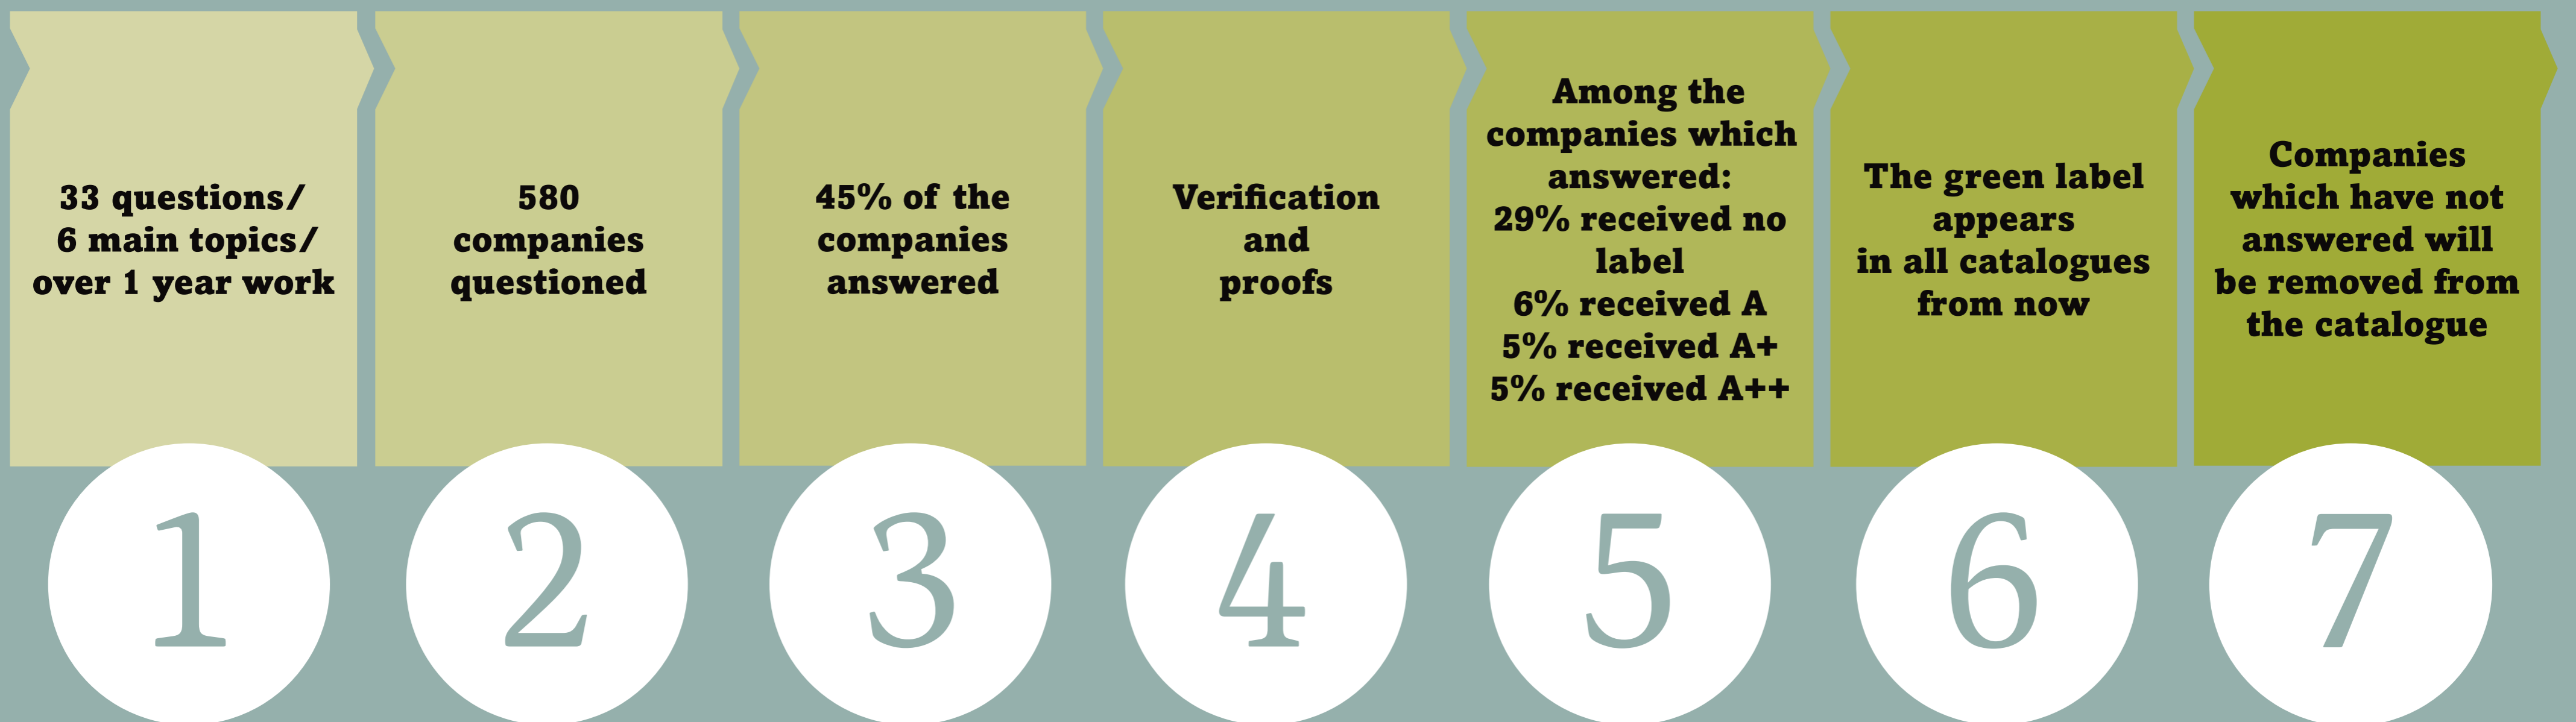 33 questions/
6 main topics/
over 1 year work
1
580
companies
questioned
2
45% of the
companies
answered
3
Verification
and
proofs
4
Among the
companies which
answered:
29% received no
label
6% received A
5% received A+
5% received A++
5
The green label
appears
in all catalogues
from now
6
Companies
which have not
answered will
be removed from
the catalogue
7